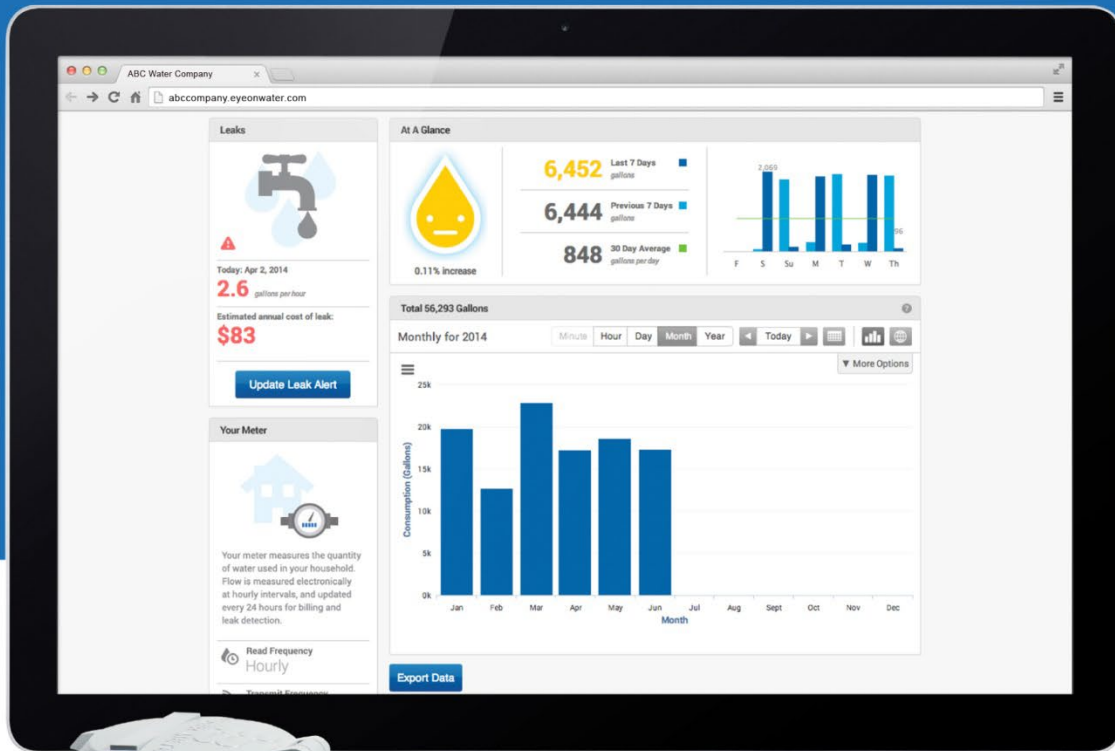 ABC Water Company
abccompany.eyeonwater.com
Leaks
Today: Apr 2, 2014
2.6 gallons per hour
Estimated annual cost of leak:
$83
Update Leak Alert
Your Meter
Your meter measures the quantity
of water used in your household.
Flow is measured electronically
at hourly intervals, and updated
every 24 hours for billing and
leak detection.
Read Frequency
Hourly
Transmit Frequency
At A Glance
0.11% increase
6,452 Last 7 Days
gallons
6,444 Previous 7 Days
gallons
848 30 Day Average
gallons per day
2,069
96
F S Su M T W Th
Total 56,293 Gallons
Monthly for 2014
Minute Hour Day Month Year Today
More Options
25k
20k
15k
10k
5k
0k
Consumption (Gallons)
Jan Feb Mar Apr May Jun Jul Aug Sept Oct Nov Dec
Month
Export Data